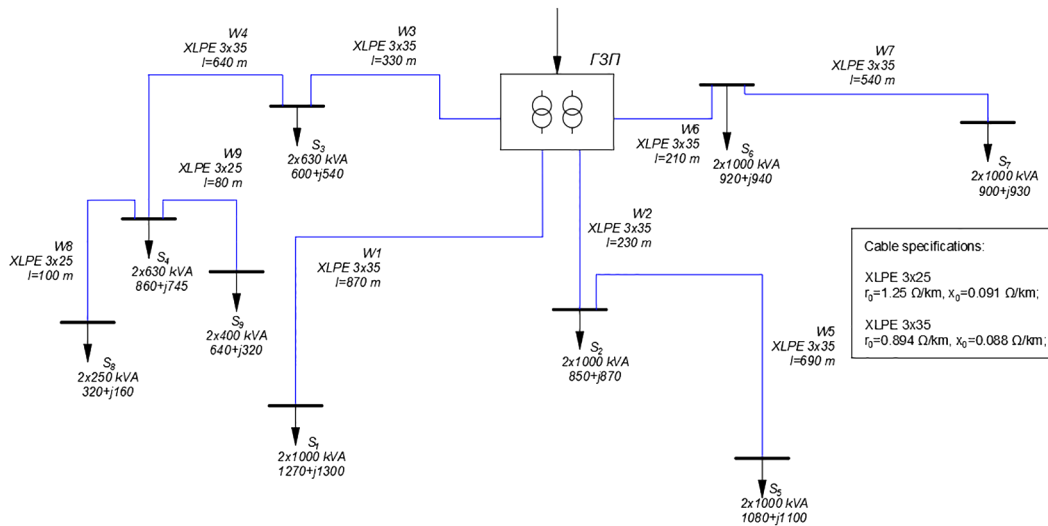 W4
XLPE 3x35
l=640 m
W3
XLPE 3x35
l=330 m
ГЗП
W7
XLPE 3x35
l=540 m
S3
2x630 kVA
600+j540
W6
XLPE 3x35
l=210 m
S6
2x1000 kVA
920+j940
S7
2x1000 kVA
900+j930
W9
XLPE 3x25
l=80 m
W8
XLPE 3x25
l=100 m
S4
2x630 kVA
860+j745
S9
2x400 kVA
640+j320
S8
2x250 kVA
320+j160
W1
XLPE 3x35
l=870 m
W2
XLPE 3x35
l=230 m
S2
2x1000 kVA
850+j870
W5
XLPE 3x35
l=690 m
S1
2x1000 kVA
1270+j1300
S5
2x1000 kVA
1080+j1100
Cable specifications:
XLPE 3x25
r0=1.25 Ω/km, x0=0.091 Ω/km;
XLPE 3x35
r0=0.894 Ω/km, x0=0.088 Ω/km;